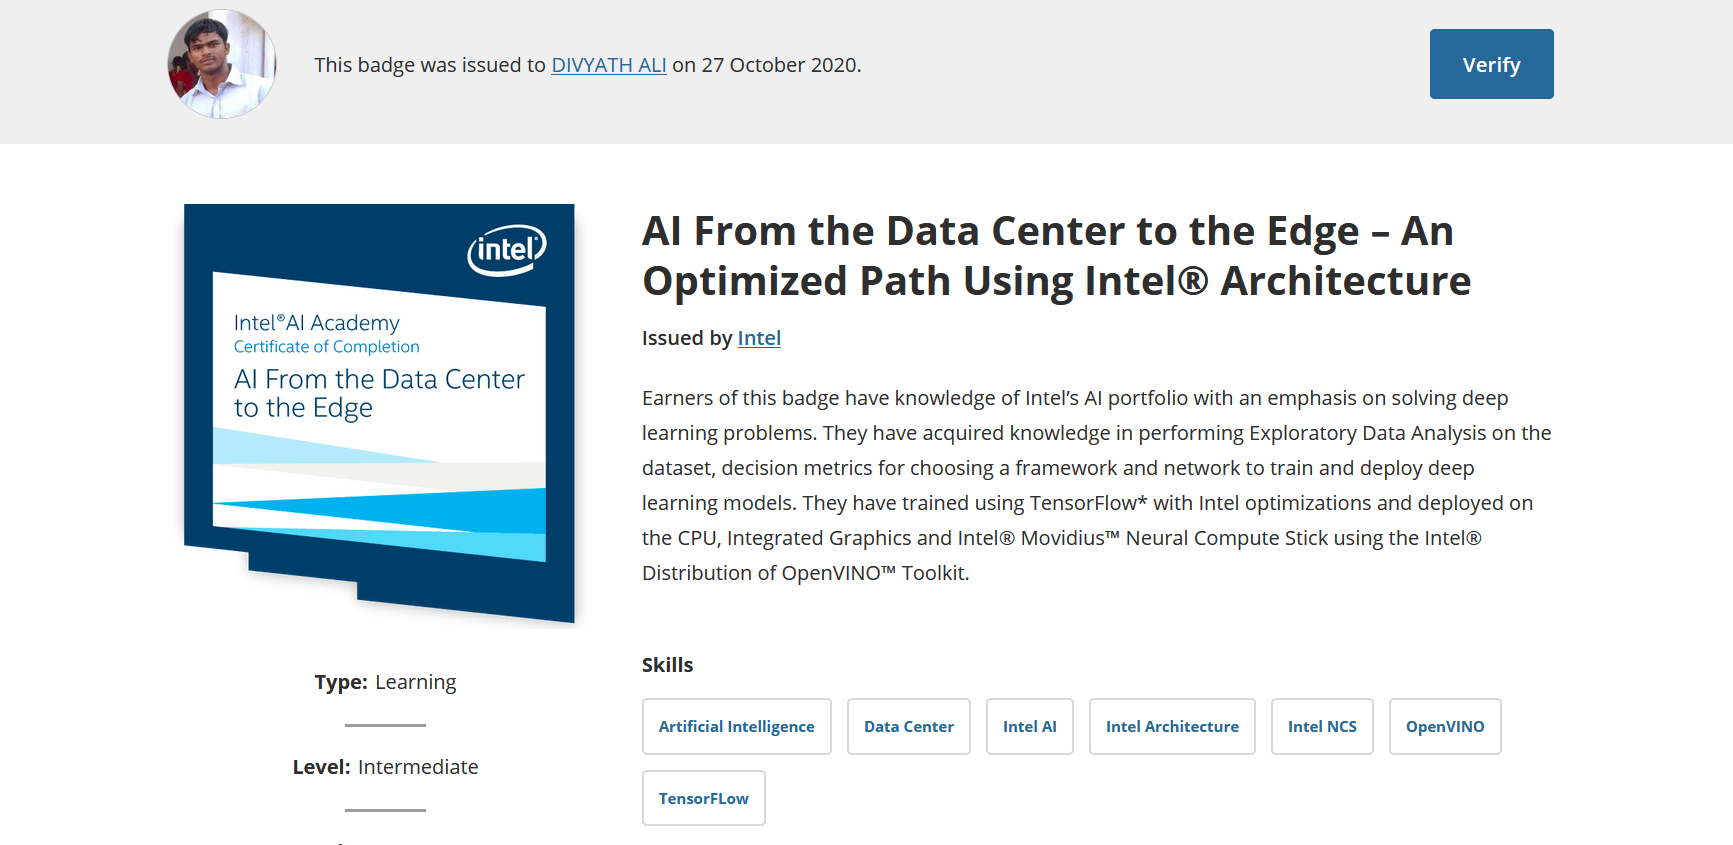 This badge was issued to DIVYATH ALI on 27 October 2020.
Verify
intel®
Intel®AI Academy
Certificate of Completion
AI From the Data Center
to the Edge
Type: Learning
Level: Intermediate
AI From the Data Center to the Edge – An
Optimized Path Using Intel® Architecture
Issued by Intel
Earners of this badge have knowledge of Intel’s AI portfolio with an emphasis on solving deep
learning problems. They have acquired knowledge in performing Exploratory Data Analysis on the
dataset, decision metrics for choosing a framework and network to train and deploy deep
learning models. They have trained using TensorFlow* with Intel optimizations and deployed on
the CPU, Integrated Graphics and Intel® Movidius™ Neural Compute Stick using the Intel®
Distribution of OpenVINO™ Toolkit.
Skills
Artificial Intelligence Data Center Intel AI Intel Architecture Intel NCS OpenVINO
TensorFLow